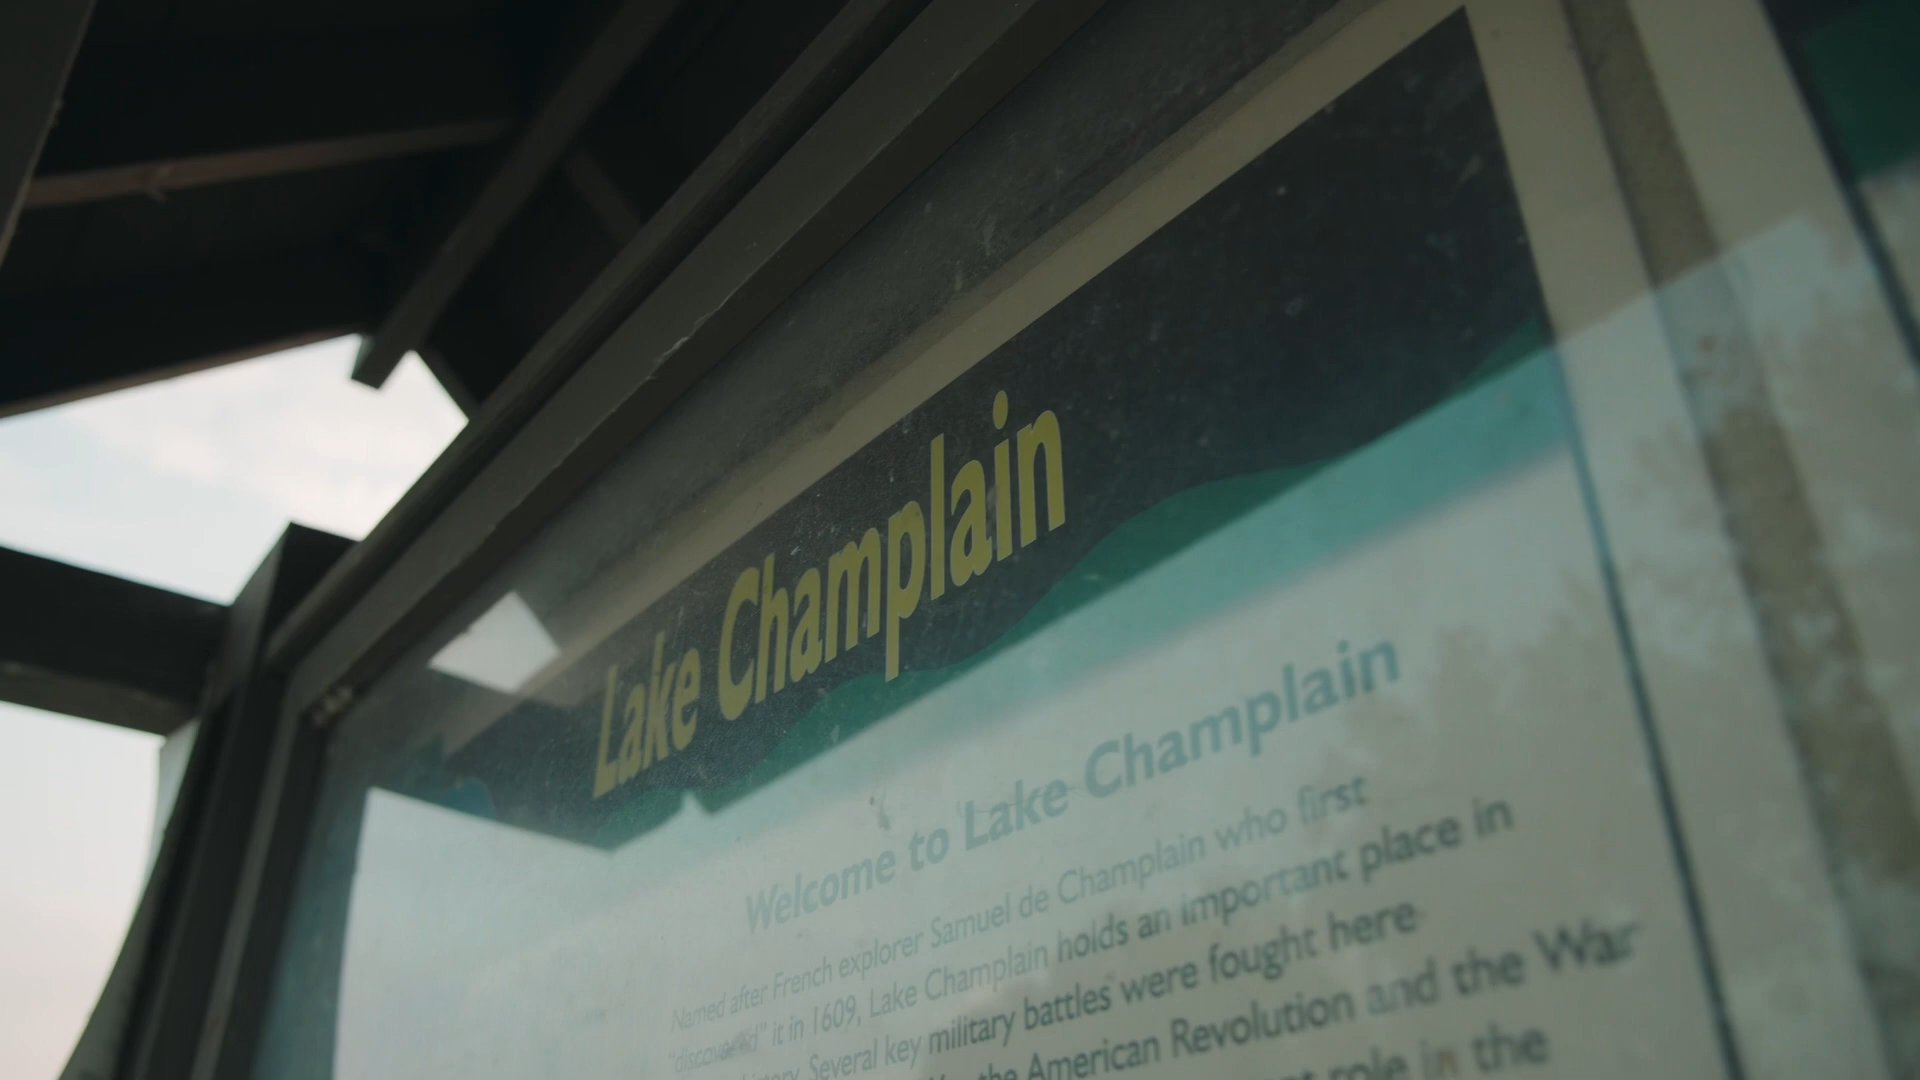 Lake Champlain
Welcome to Lake Champlain
Named after French explorer Samuel de Champlain who first
"discovered" it in 1609, Lake Champlain holds an important place in
history. Several key military battles were fought here
the American Revolution and the War
role in the